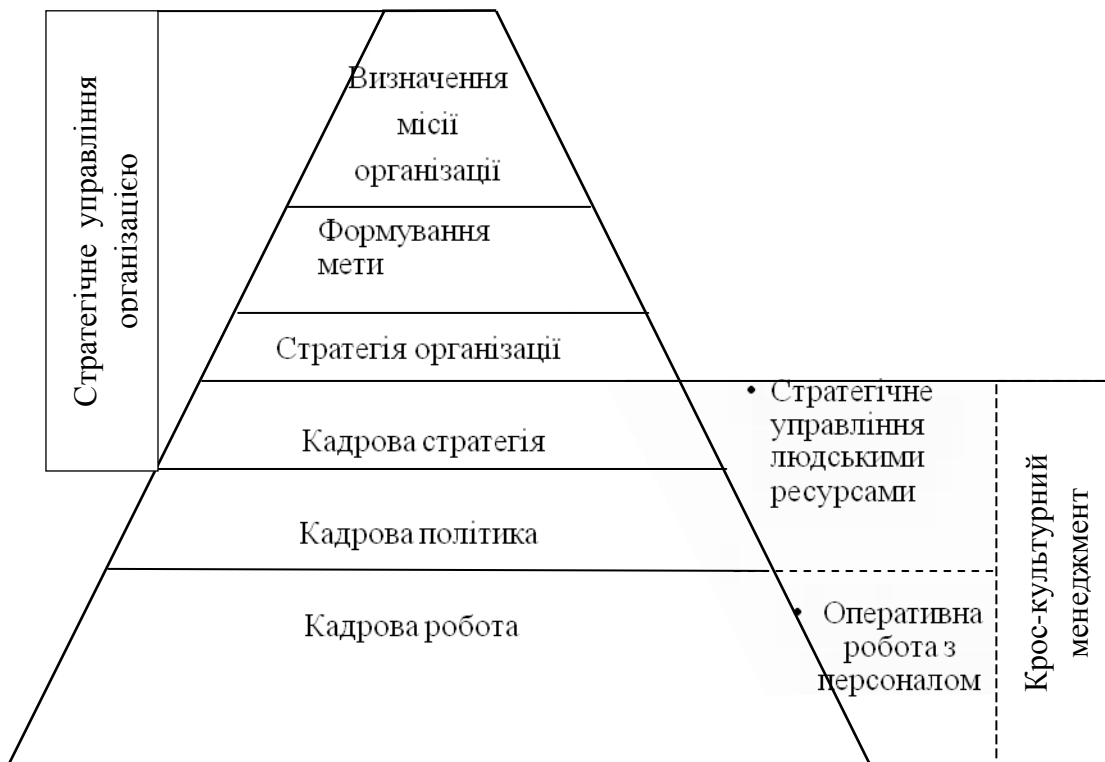 Стратегічне управління
організацією
Визначення
місії
організації
Формування
мети
Стратегія організації
Кадрова стратегія
Кадрова політика
Кадрова робота
• Стратегічне
управління
людськими
ресурсами
• Оперативна
робота з
персоналом
Крос-культурний
менеджмент